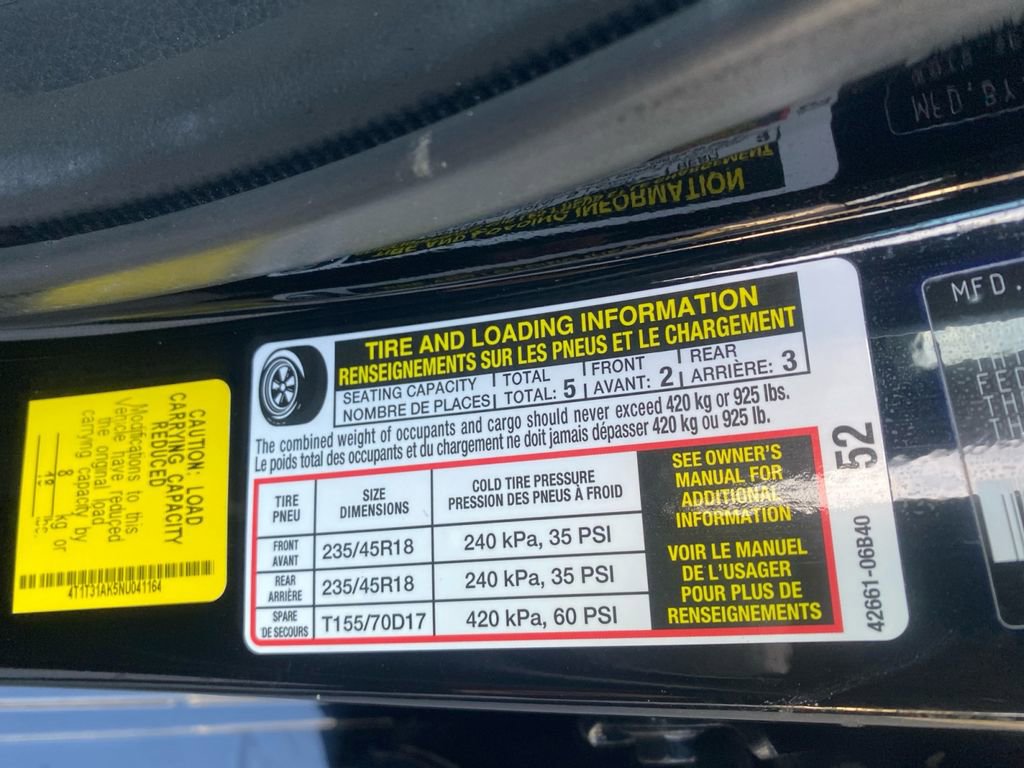 TIRE AND LOADING INFORMATION
RENSEIGNEMENTS SUR LES PNEUS ET LE CHARGEMENT
SEATING CAPACITY TOTAL FRONT REAR
NOMBRE DE PLACES TOTAL: 5 AVANT: 2 ARRIÈRE: 3
The combined weight of occupants and cargo should never exceed 420 kg or 925 lbs.
Le poids total des occupants et du chargement ne doit jamais dépasser 420 kg ou 925 lb.
TIRE
PNEU
SIZE
DIMENSIONS
COLD TIRE PRESSURE
PRESSION DES PNEUS À FROID
FRONT
AVANT
235/45R18
240 kPa, 35 PSI
REAR
ARRIÈRE
235/45R18
240 kPa, 35 PSI
SPARE
DE SECOURS
T155/70D17
420 kPa, 60 PSI
SEE OWNER'S
MANUAL FOR
ADDITIONAL
INFORMATION
VOIR LE MANUEL
DE L'USAGER
POUR PLUS DE
RENSEIGNEMENTS
52
42661-06B40
CAUTION: LOAD
CARRYING CAPACITY
REDUCED
Modifications to this
Vehicle have reduced
the original load
carrying capacity by
8 kg or
18
4T1T31AK5NU041164
MFD.
INFORMATION